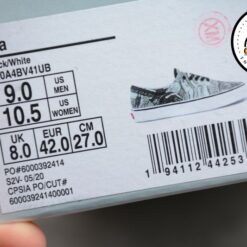 a
ck/White
0A4BV41UB
9.0 US MEN
10.5 US WOMEN
UK EUR CM
8.0 42.0 27.0
PO#6000392414
S2V- 05/20
CPSIA PO/CUT#
600039241400001
1 94112 44253